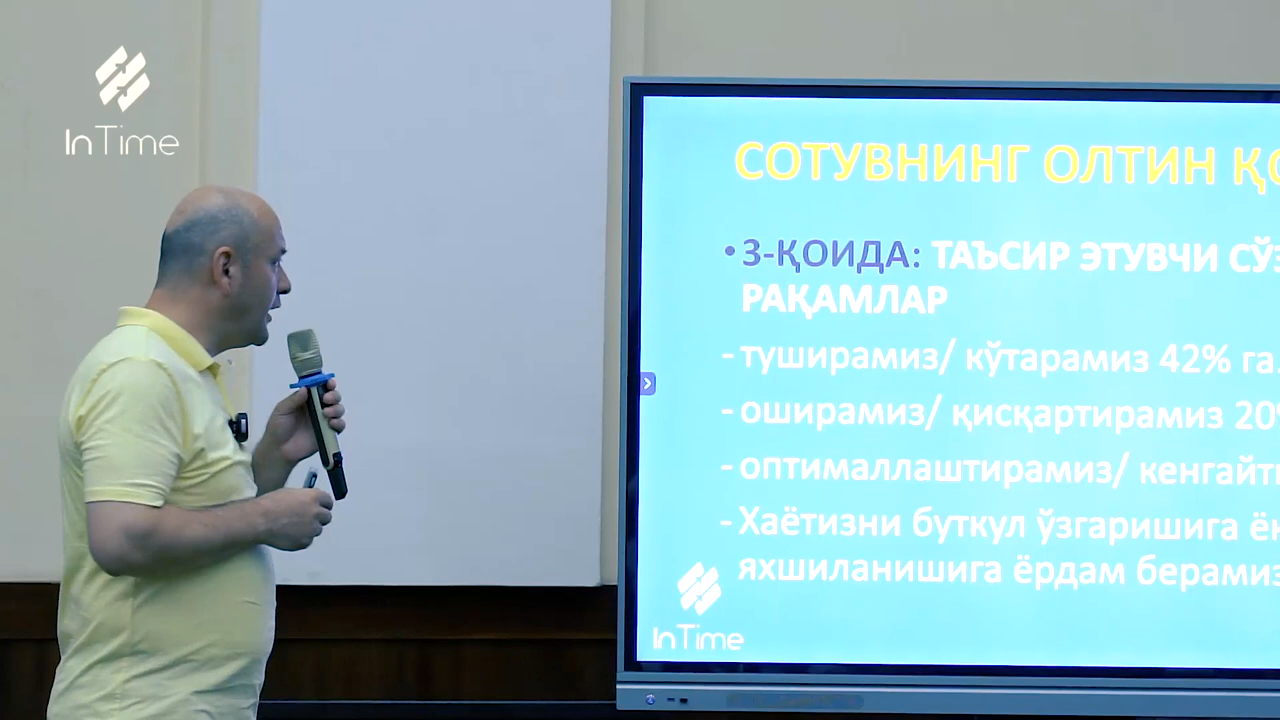 InTime
СОТУВНИНГ ОЛТИН
•3-ҚОИДА: ТАЪСИР ЭТУВЧИ
РАҚАМЛАР
- туширамиз/ кўтарамиз 42% га
- оширамиз/ қисқартирамиз
- оптималлаштирамиз/
- Хаётизни буткул ўзгаришига
яхшиланишига ёрдам берамиз
InTime